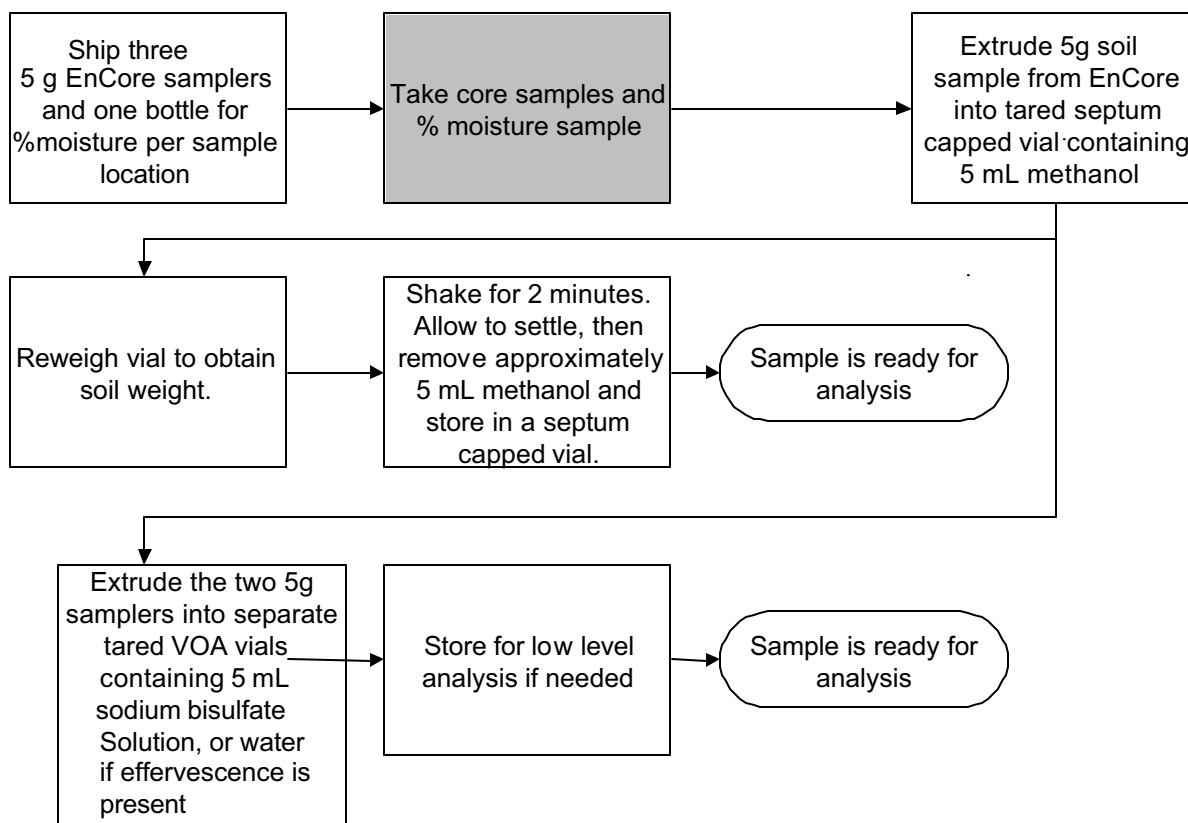 Ship three
5 g EnCore samplers
and one bottle for
%moisture per sample
location
Take core samples and
% moisture sample
Extrude 5g soil
sample from EnCore
into tared septum
capped vial containing
5 mL methanol
Reweigh vial to obtain
soil weight.
Shake for 2 minutes.
Allow to settle, then
remove approximately
5 mL methanol and
store in a septum
capped vial.
Sample is ready for
analysis
Extrude the two 5g
samplers into separate
tared VOA vials
containing 5 mL
sodium bisulfate
Solution, or water
if effervescence is
present
Store for low level
analysis if needed
Sample is ready for
analysis